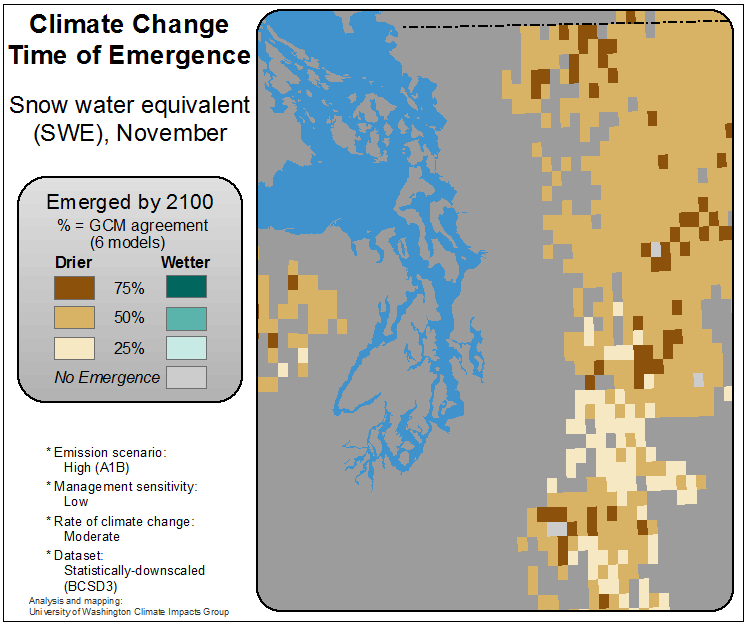 Climate Change
Time of Emergence
Snow water equivalent
(SWE), November
Emerged by 2100
% = GCM agreement
(6 models)
Drier Wetter
75%
50%
25%
No Emergence
* Emission scenario:
High (A1B)
* Management sensitivity:
Low
* Rate of climate change:
Moderate
* Dataset:
Statistically-downscaled
(BCSD3)
Analysis and mapping:
University of Washington Climate Impacts Group